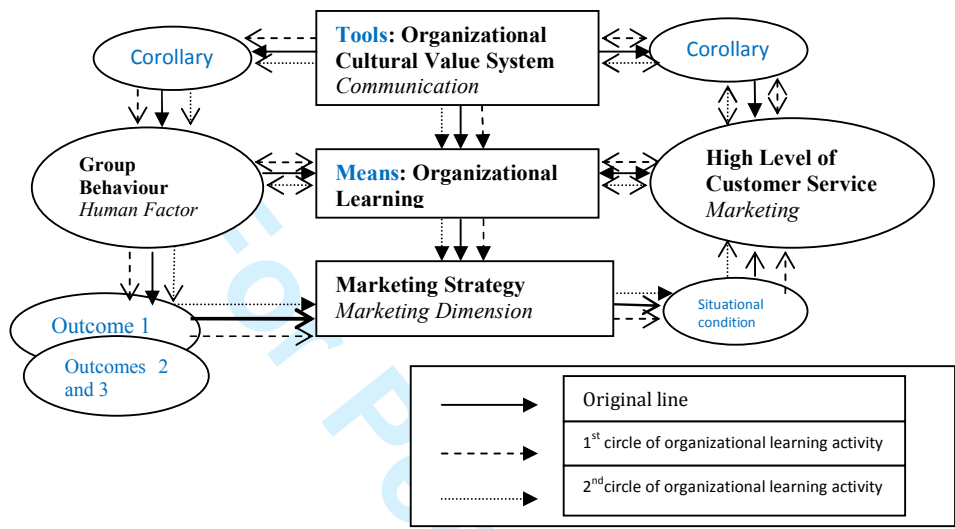 Tools: Organizational
Cultural Value System
Communication
Corollary
Corollary
Group
Behaviour
Human Factor
Means: Organizational
Learning
High Level of
Customer Service
Marketing
Marketing Strategy
Marketing Dimension
Situational
condition
Outcome 1
Outcomes 2
and 3
Original line
1st circle of organizational learning activity
2nd circle of organizational learning activity